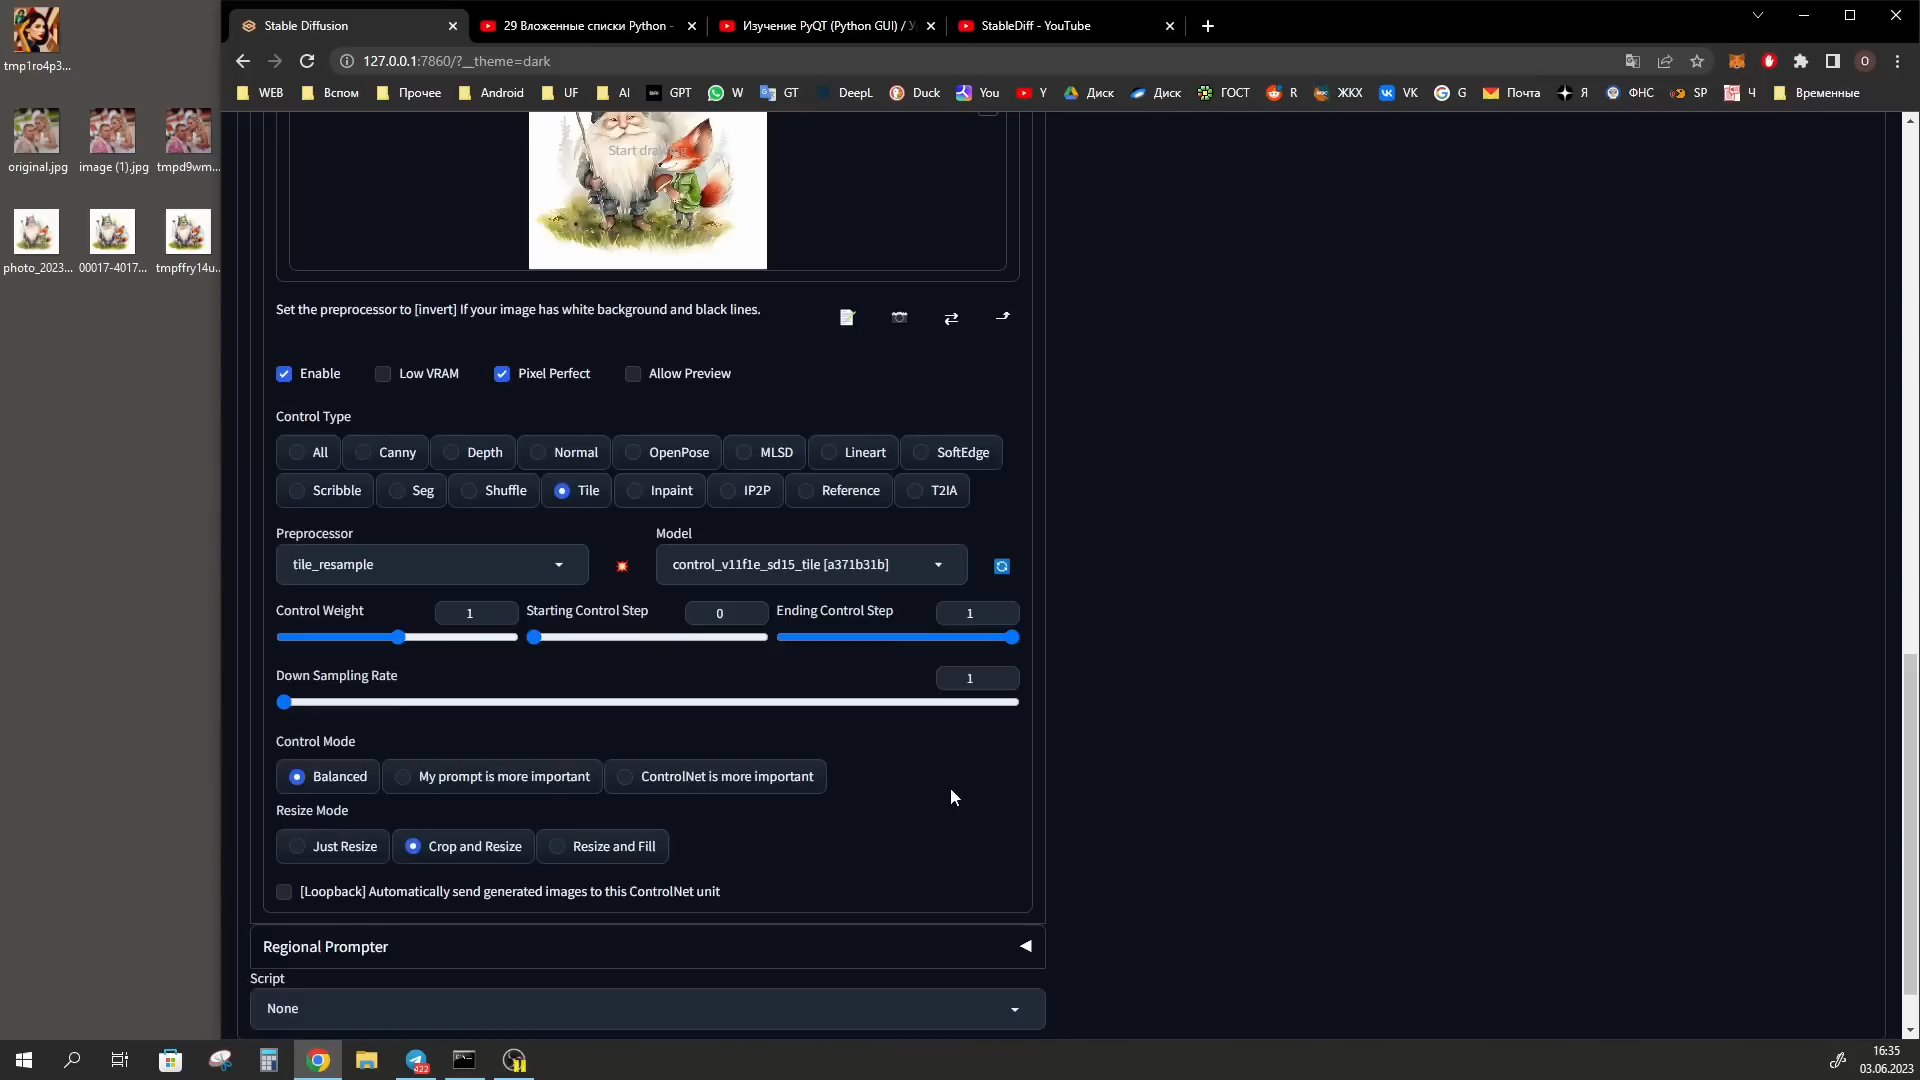 tmp1ro4p3...
original.jpg
image (1).jpg
tmpd9wm...
photo_2023...
00017-4017...
tmpffry14u...
Stable Diffusion
29 Вложенные списки Python -
Изучение PyQT (Python GUI) / У
StableDiff - YouTube
127.0.0.1:7860/?__theme=dark
O
WEB
Вспом
Прочее
Android
UF
AI
GPT
W
GT
DeepL
Duck
You
Y
Диск
Диск
ГОСТ
R
ЖКХ
VK
G
Почта
Я
ФНС
SP
Ч
Временные
Start drawing
Set the preprocessor to [invert] If your image has white background and black lines.
Enable
Low VRAM
Pixel Perfect
Allow Preview
Control Type
All
Canny
Depth
Normal
OpenPose
MLSD
Lineart
SoftEdge
Scribble
Seg
Shuffle
Tile
Inpaint
IP2P
Reference
T2IA
Preprocessor
Model
tile_resample
control_v11f1e_sd15_tile [a371b31b]
Control Weight
1
Starting Control Step
0
Ending Control Step
1
Down Sampling Rate
1
Control Mode
Balanced
My prompt is more important
ControlNet is more important
Resize Mode
Just Resize
Crop and Resize
Resize and Fill
[Loopback] Automatically send generated images to this ControlNet unit
Regional Prompter
Script
None
422
16:35
03.06.2023